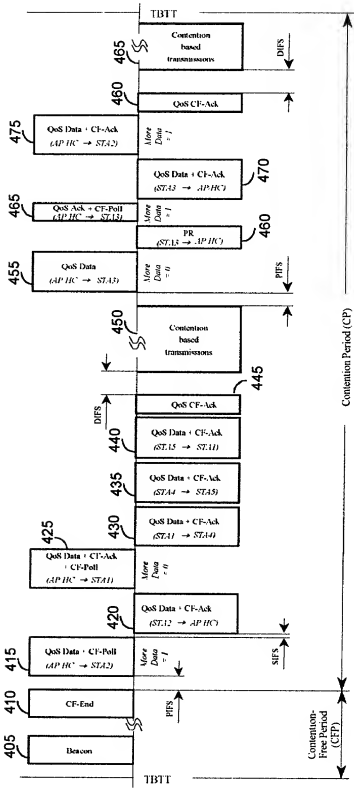 TBTT
405
Beacon
410
CF-End
PIFS
415
QoS Data + CF-Poll
(AP/HC → STA2)
More
Data
= 1
SIFS
420
QoS Data + CF-Ack
(STA2 → AP/HC)
425
QoS Data + CF-Ack
+ CF-Poll
(AP/HC → STA1)
More
Data
= 0
430
QoS Data + CF-Ack
(STA1 → STA4)
435
QoS Data + CF-Ack
(STA4 → STA5)
440
QoS Data + CF-Ack
(STA5 → STA1)
QoS CF-Ack
445
DIFS
450
Contention
based
transmissions
PIFS
455
QoS Data
(AP/HC → STA3)
More
Data
= 0
PR
(STA3 → AP/HC)
460
465
QoS Ack + CF-Poll
(AP/HC → STA3)
More
Data
= 1
QoS Data + CF-Ack
(STA3 → AP/HC)
470
475
QoS Data + CF-Ack
(AP/HC → STA2)
More
Data
= 1
460
QoS CF-Ack
DIFS
465
Contention
based
transmissions
TBTT
Contention-
Free Period
(CFP)
Contention Period (CP)